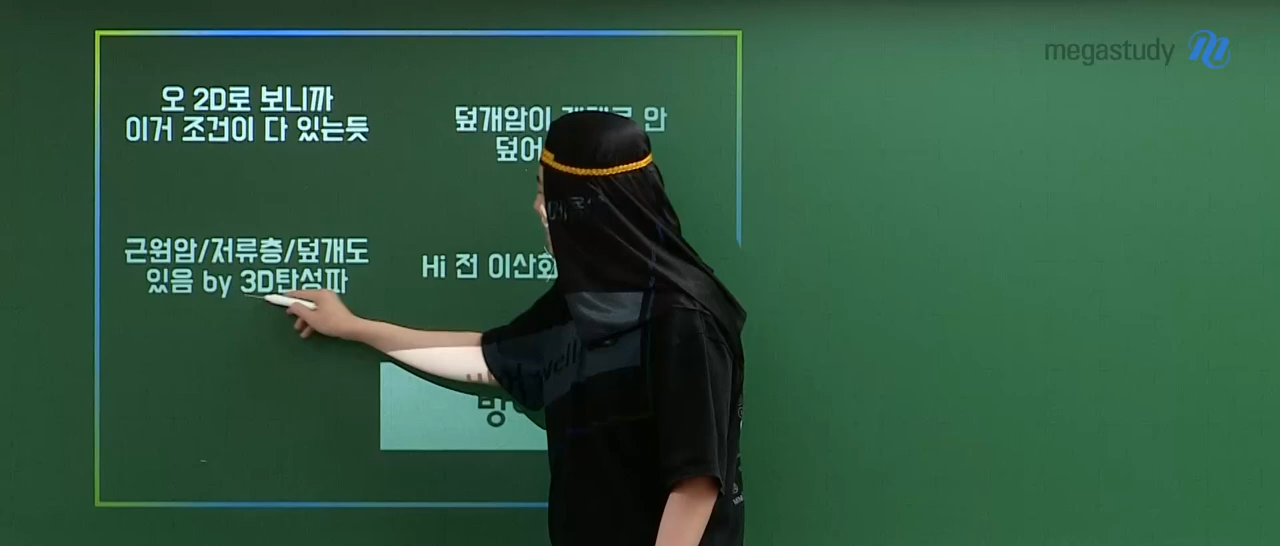 megastudy
오 2D로 보니까
이거 조건이 다 있는듯
덮개암이 안
덮어
근원암/저류층/덮개도
있음 by 3D탄성파
Hi 전 이산화